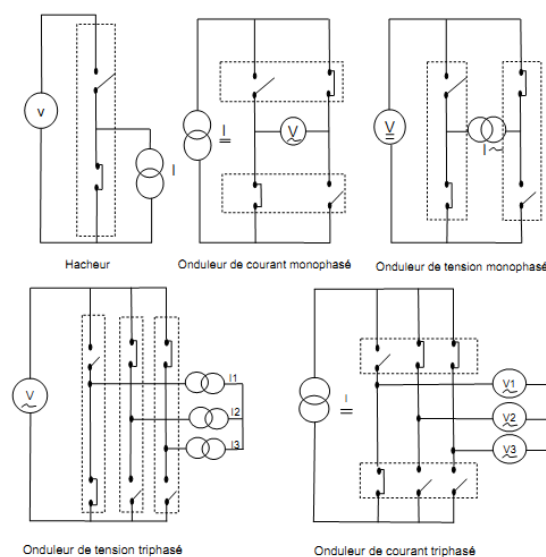 V
I
I
V
V
I
Hacheur
Onduleur de courant monophasé
Onduleur de tension monophasé
V
I1
I2
I3
I
V1
V2
V3
Onduleur de tension triphasé
Onduleur de courant triphasé